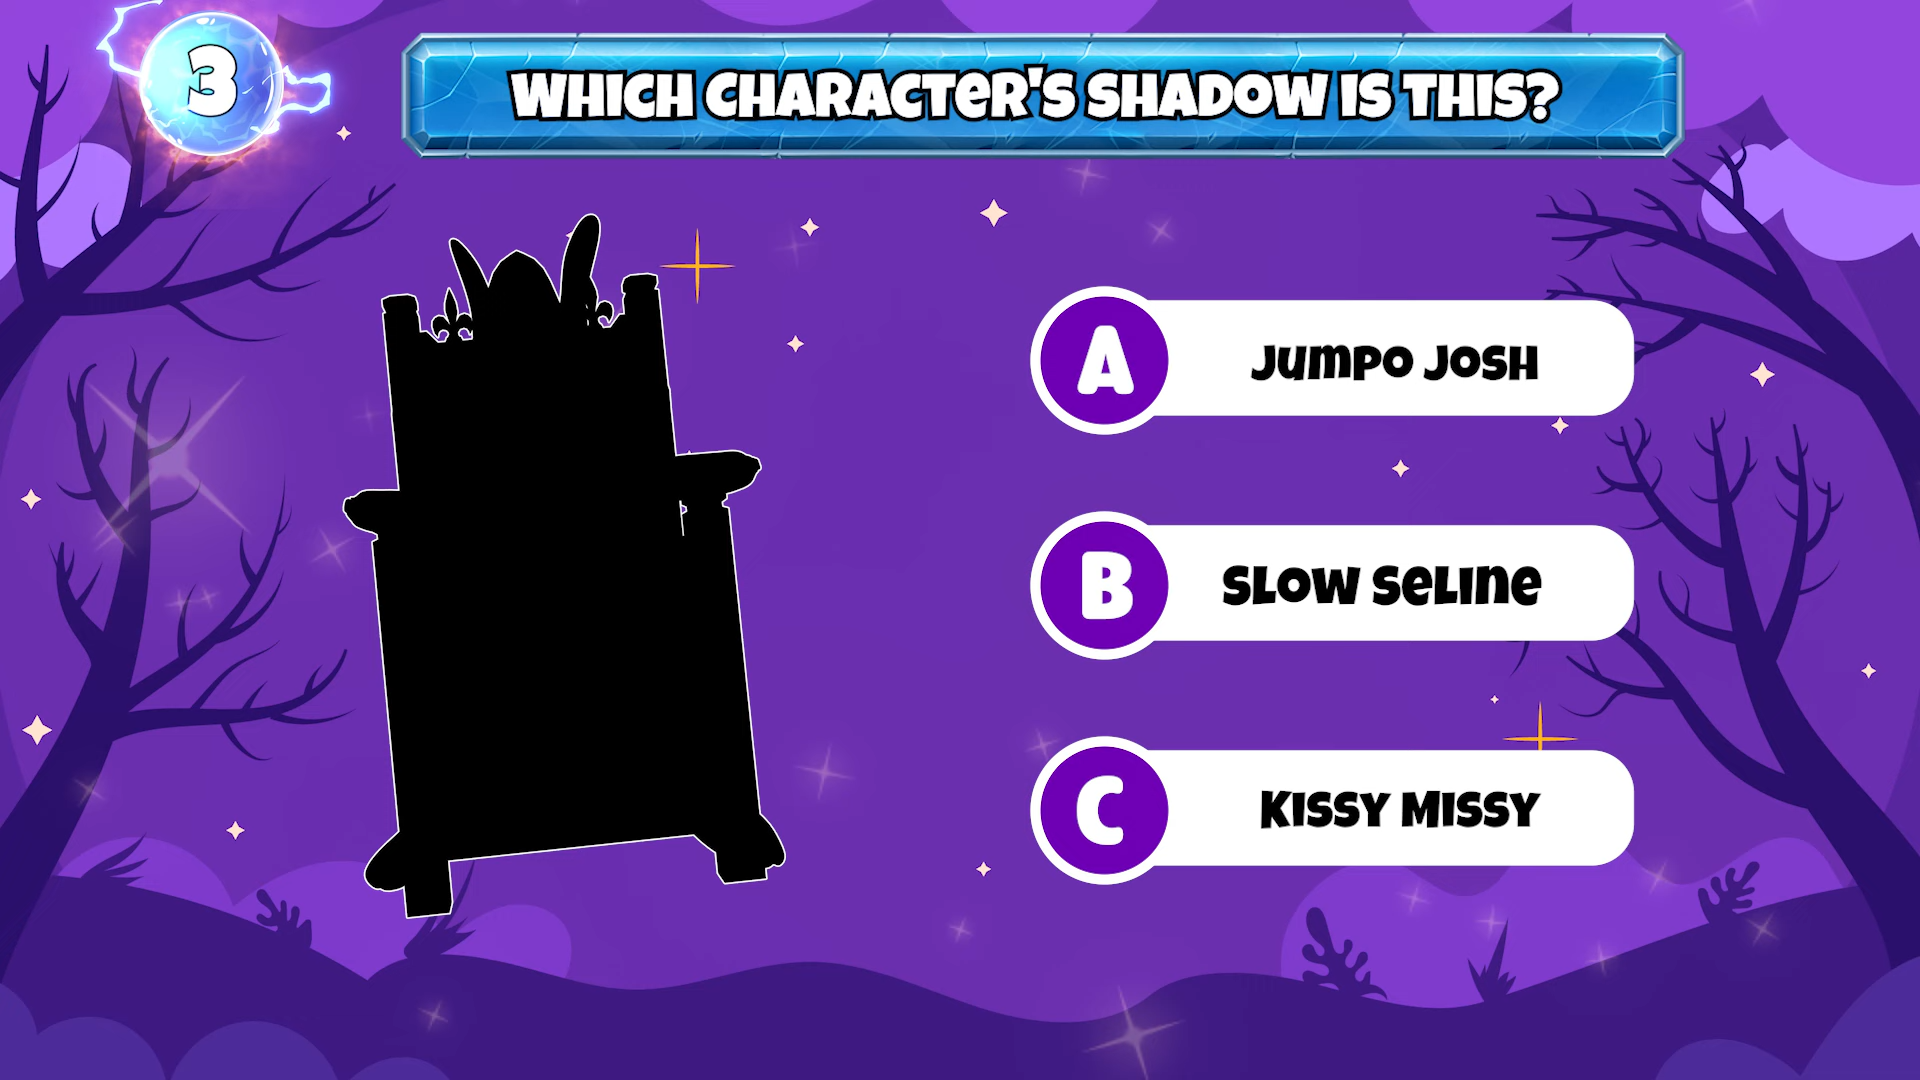 3
WHICH CHARACTER'S SHADOW IS THIS?
A JUMPO JOSH
B SLOW SELINE
C KISSY MISSY